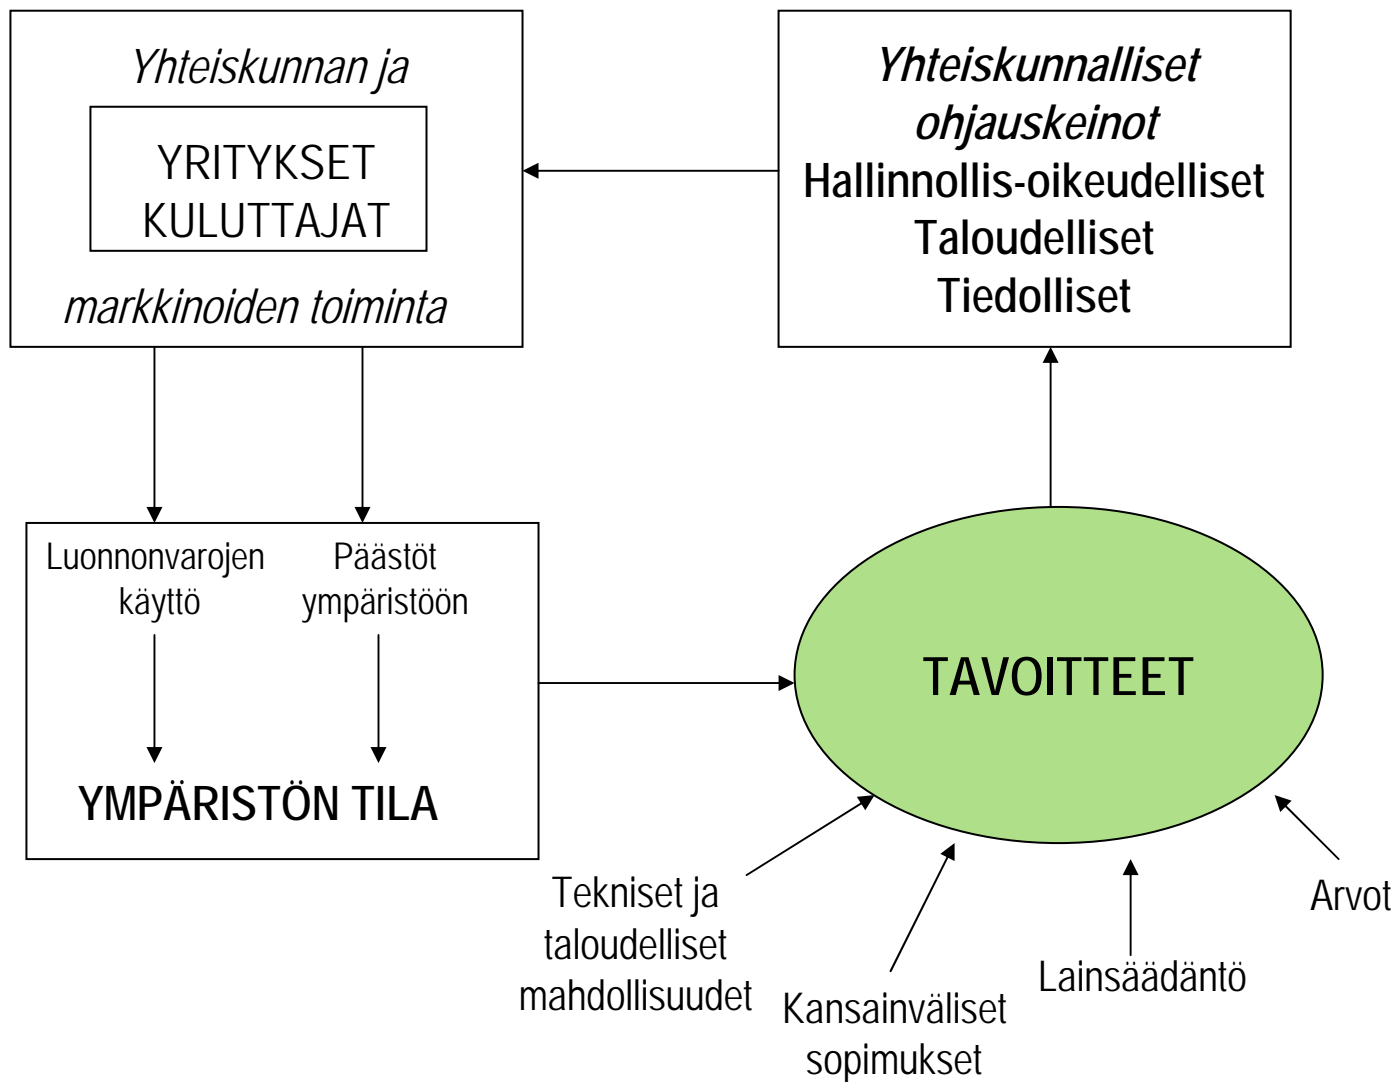 Yhteiskunnan ja
YRITYKSET
KULUTTAJAT
markkinoiden toiminta
Yhteiskunnalliset
ohjauskeinot
Hallinnollis-oikeudelliset
Taloudelliset
Tiedolliset
Luonnonvarojen
käyttö
Päästöt
ympäristöön
YMPÄRISTÖN TILA
TAVOITTEET
Tekniset ja
taloudelliset
mahdollisuudet
Kansainväliset
sopimukset
Lainsäädäntö
Arvot